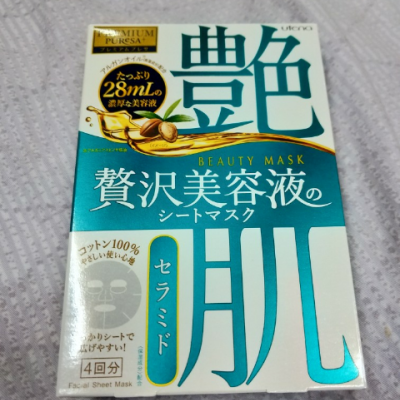 utena
PREMIUM
PURESA
プレミアムプレサ
艶
アルガンオイル
たっぷり
28mLの
濃厚な美容液
BEAUTY MASK
贅沢美容液の
シートマスク
肌
セラミド
コットン100%
やさしい使い心地
かりシートで
広げやすい!
4回分
Facial Sheet Mask